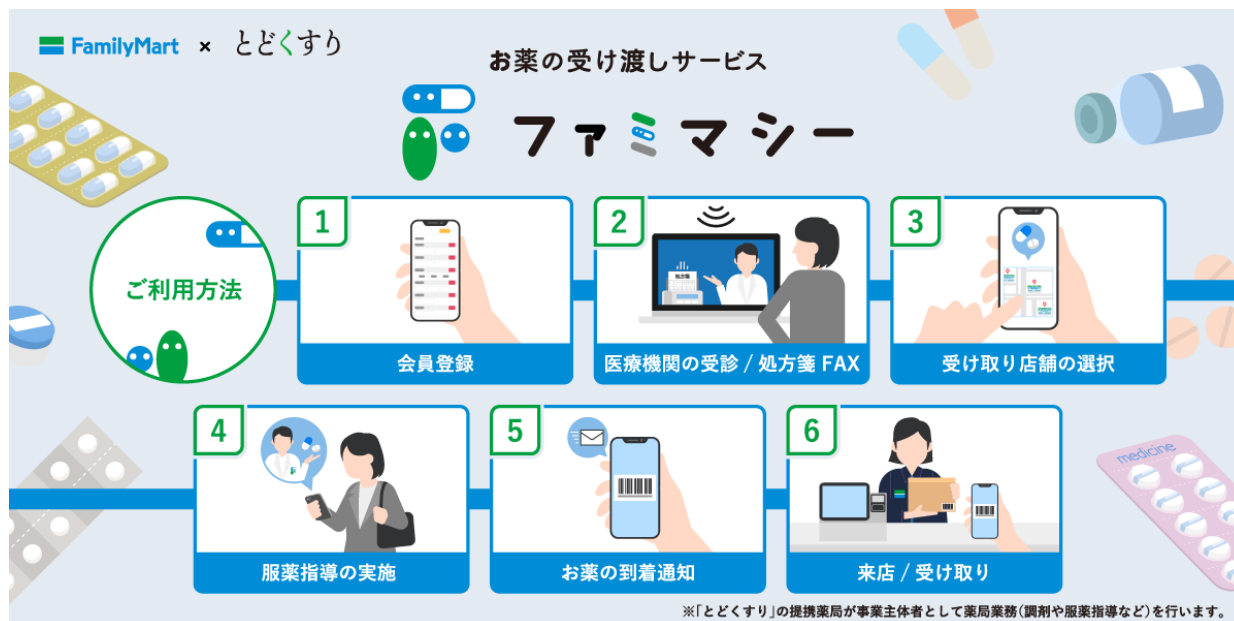 FamilyMart × とどくすり
お薬の受け渡しサービス
ファミマシー
ご利用方法
1
会員登録
2
処方箋
医療機関の受診 / 処方箋 FAX
3
受け取り店舗の選択
4
服薬指導の実施
5
お薬の到着通知
6
来店 / 受け取り
medicine
※「とどくすり」の提携薬局が事業主体者として薬局業務(調剤や服薬指導など)を行います。